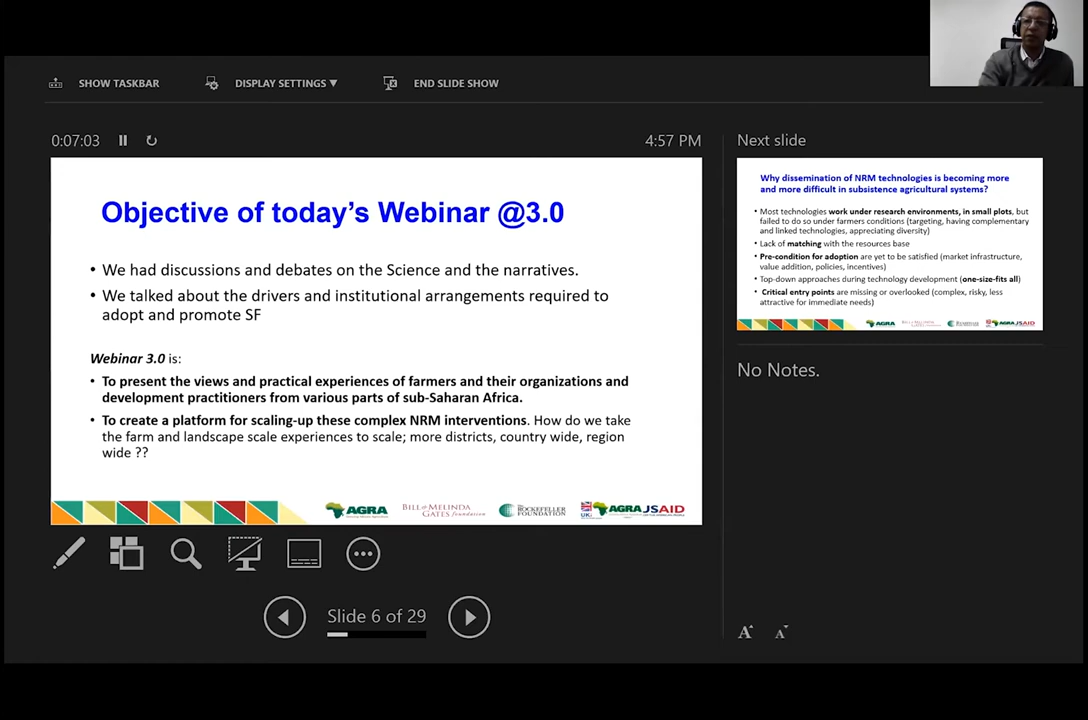 SHOW TASKBAR
DISPLAY SETTINGS ▼
END SLIDE SHOW
0:07:03
4:57 PM
Objective of today's Webinar @3.0
• We had discussions and debates on the Science and the narratives.
• We talked about the drivers and institutional arrangements required to
adopt and promote SF
Webinar 3.0 is:
• To present the views and practical experiences of farmers and their organizations and
development practitioners from various parts of sub-Saharan Africa.
• To create a platform for scaling-up these complex NRM interventions. How do we take
the farm and landscape scale experiences to scale; more districts, country wide, region
wide ??
AGRA
BILL & MELINDA
GATES foundation
ROCKEFELLER
FOUNDATION
AGRA
USAID
Slide 6 of 29
Next slide
Why dissemination of NRM technologies is becoming more
and more difficult in subsistence agricultural systems?
• Most technologies work under research environments, in small plots, but
failed to do so under farmers conditions (targeting, having complementary
and linked technologies, appreciating diversity)
• Lack of matching with the resources base
• Pre-condition for adoption are yet to be satisfied (market infrastructure,
value addition, policies, incentives)
• Top-down approaches during technology development (one-size-fits all)
• Critical entry points are missing or overlooked (complex, risky, less
attractive for immediate needs)
AGRA
AGRA
USAID
No Notes.
A A